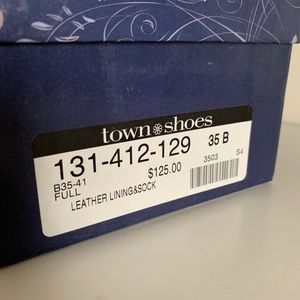 town shoes
131-412-129 35 B
B35-41 3503 S4
FULL $125.00
LEATHER LINING&SOCK